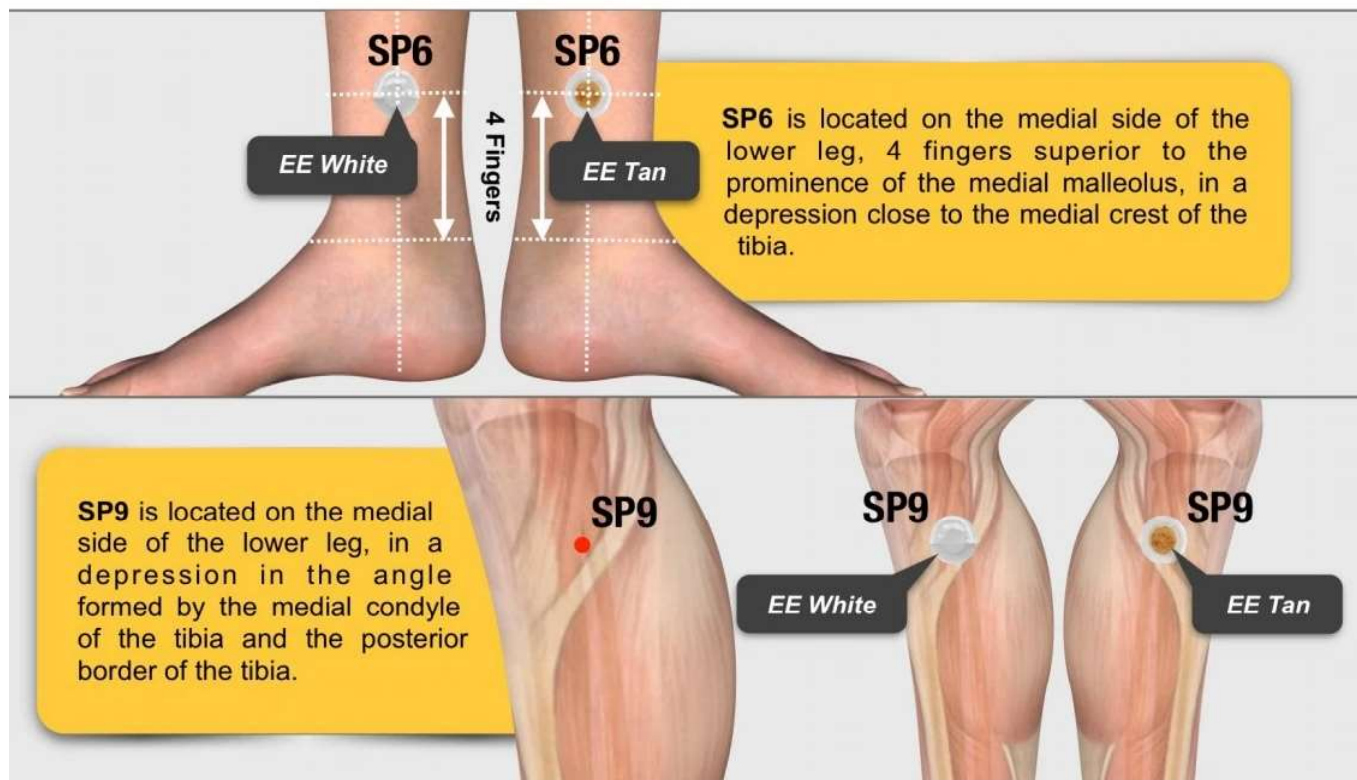 SP6
SP6
4 Fingers
EE White
EE Tan
SP6 is located on the medial side of the
lower leg, 4 fingers superior to the
prominence of the medial malleolus, in a
depression close to the medial crest of the
tibia.
SP9 is located on the medial
side of the lower leg, in a
depression in the angle
formed by the medial condyle
of the tibia and the posterior
border of the tibia.
SP9
SP9
SP9
EE White
EE Tan